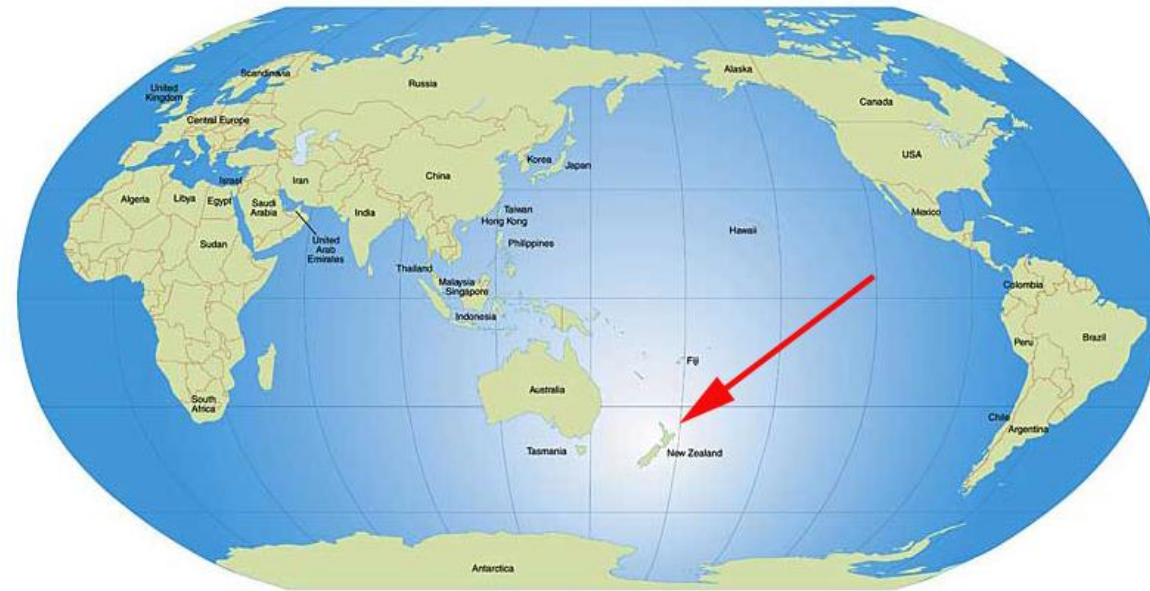 Scandinavia
Alaska
Russia
United
Kingdom
Canada
Central Europe
USA
Korea
Japan
China
Israel
Iran
Algeria
Libya
Egypt
Saudi
Arabia
India
Taiwan
Hong Kong
Mexico
Hawaii
Sudan
United
Arab
Emirates
Philippines
Thailand
Malaysia
Singapore
Colombia
Indonesia
Peru
Brazil
Fiji
Australia
South
Africa
Chile
Argentina
Tasmania
New Zealand
Antarctica